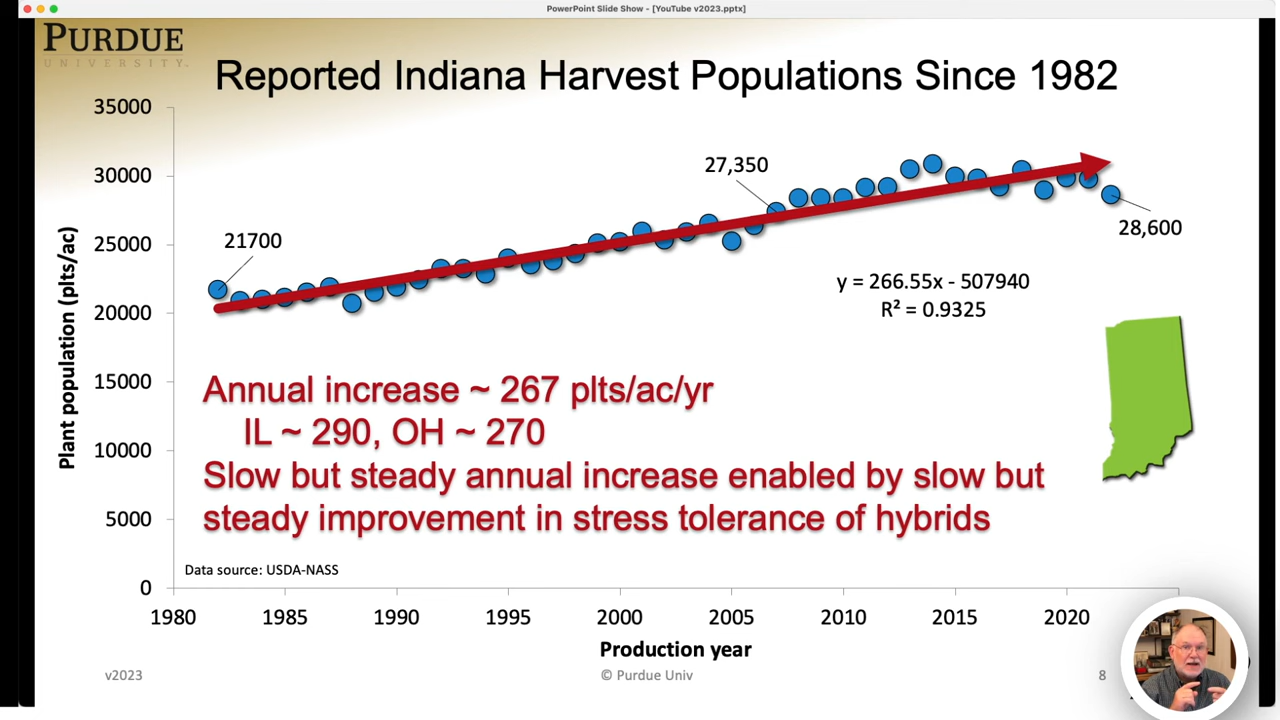 PowerPoint Slide Show - [YouTube v2023.pptx]
PURDUE
UNIVERSITY.
Reported Indiana Harvest Populations Since 1982
35000
30000
25000
20000
15000
10000
5000
0
Plant population (plts/ac)
21700
27,350
28,600
y = 266.55x - 507940
R² = 0.9325
Annual increase ~ 267 plts/ac/yr
IL ~ 290, OH ~ 270
Slow but steady annual increase enabled by slow but
steady improvement in stress tolerance of hybrids
Data source: USDA-NASS
1980 1985 1990 1995 2000 2005 2010 2015 2020
Production year
v2023
© Purdue Univ
8